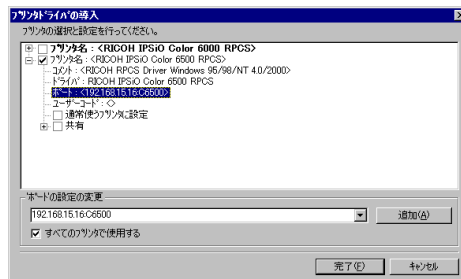 プリンタドライバの導入
プリンタの選択と設定を行ってください。
プリンタ名 : <RICOH IPSiO Color 6000 RPCS>
プリンタ名 : <RICOH IPSiO Color 6500 RPCS>
コメント : <RICOH RPCS Driver Windows 95/98/NT 4.0/2000>
ドライバ : RICOH IPSiO Color 6500 RPCS
ポート : <192.168.15.16:C6500>
ユーザーコード : <>
通常使うプリンタに設定
共有
ポートの設定の変更
192.168.15.16:C6500
追加(A)
すべてのプリンタで使用する
完了(F)
キャンセル